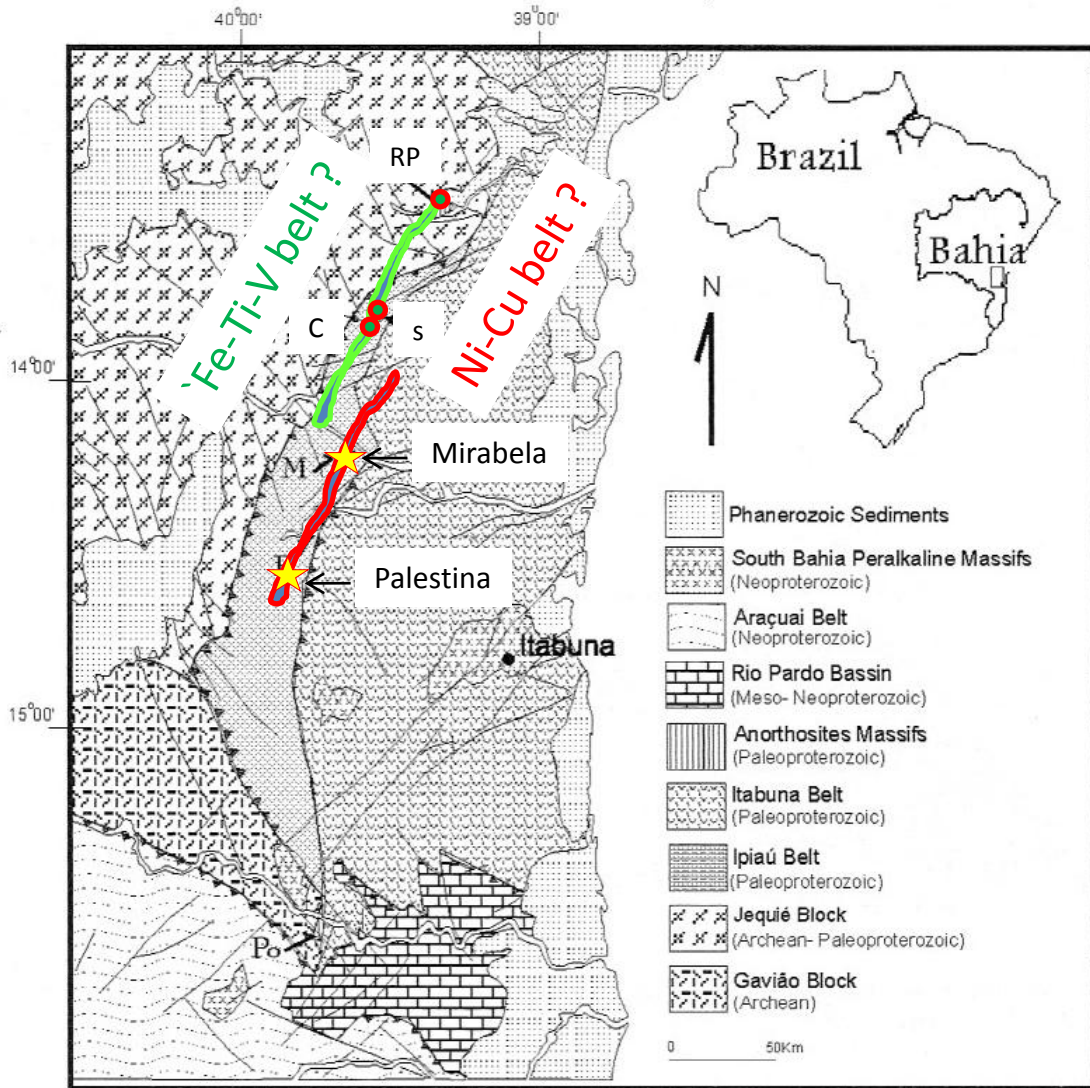 40°00'
39°00'
RP
`Fe-Ti-V belt ?
Ni-Cu belt ?
Brazil
Bahia
N
C
s
14°00'
M
Mirabela
Palestina
Itabuna
15°00'
Po
Phanerozoic Sediments
South Bahia Peralkaline Massifs
(Neoproterozoic)
Araçuai Belt
(Neoproterozoic)
Rio Pardo Bassin
(Meso- Neoproterozoic)
Anorthosites Massifs
(Paleoproterozoic)
Itabuna Belt
(Paleoproterozoic)
Ipiaú Belt
(Paleoproterozoic)
Jequié Block
(Archean- Paleoproterozoic)
Gavião Block
(Archean)
0 50Km